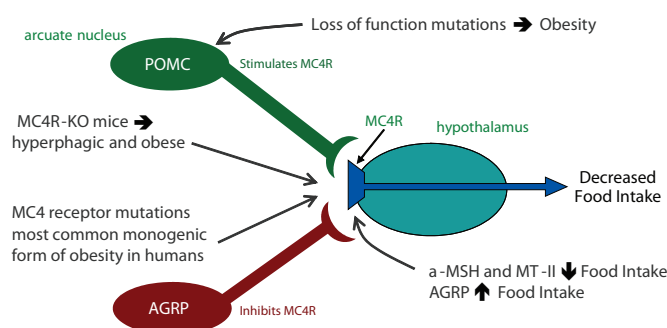 Loss of function mutations 🡺 Obesity
arcuate nucleus
POMC
Stimulates MC4R
MC4R-KO mice 🡺
hyperphagic and obese
MC4R
hypothalamus
Decreased
Food Intake
MC4 receptor mutations
most common monogenic
form of obesity in humans
a-MSH and MT-II 🡻 Food Intake
AGRP 🡹 Food Intake
AGRP
Inhibits MC4R